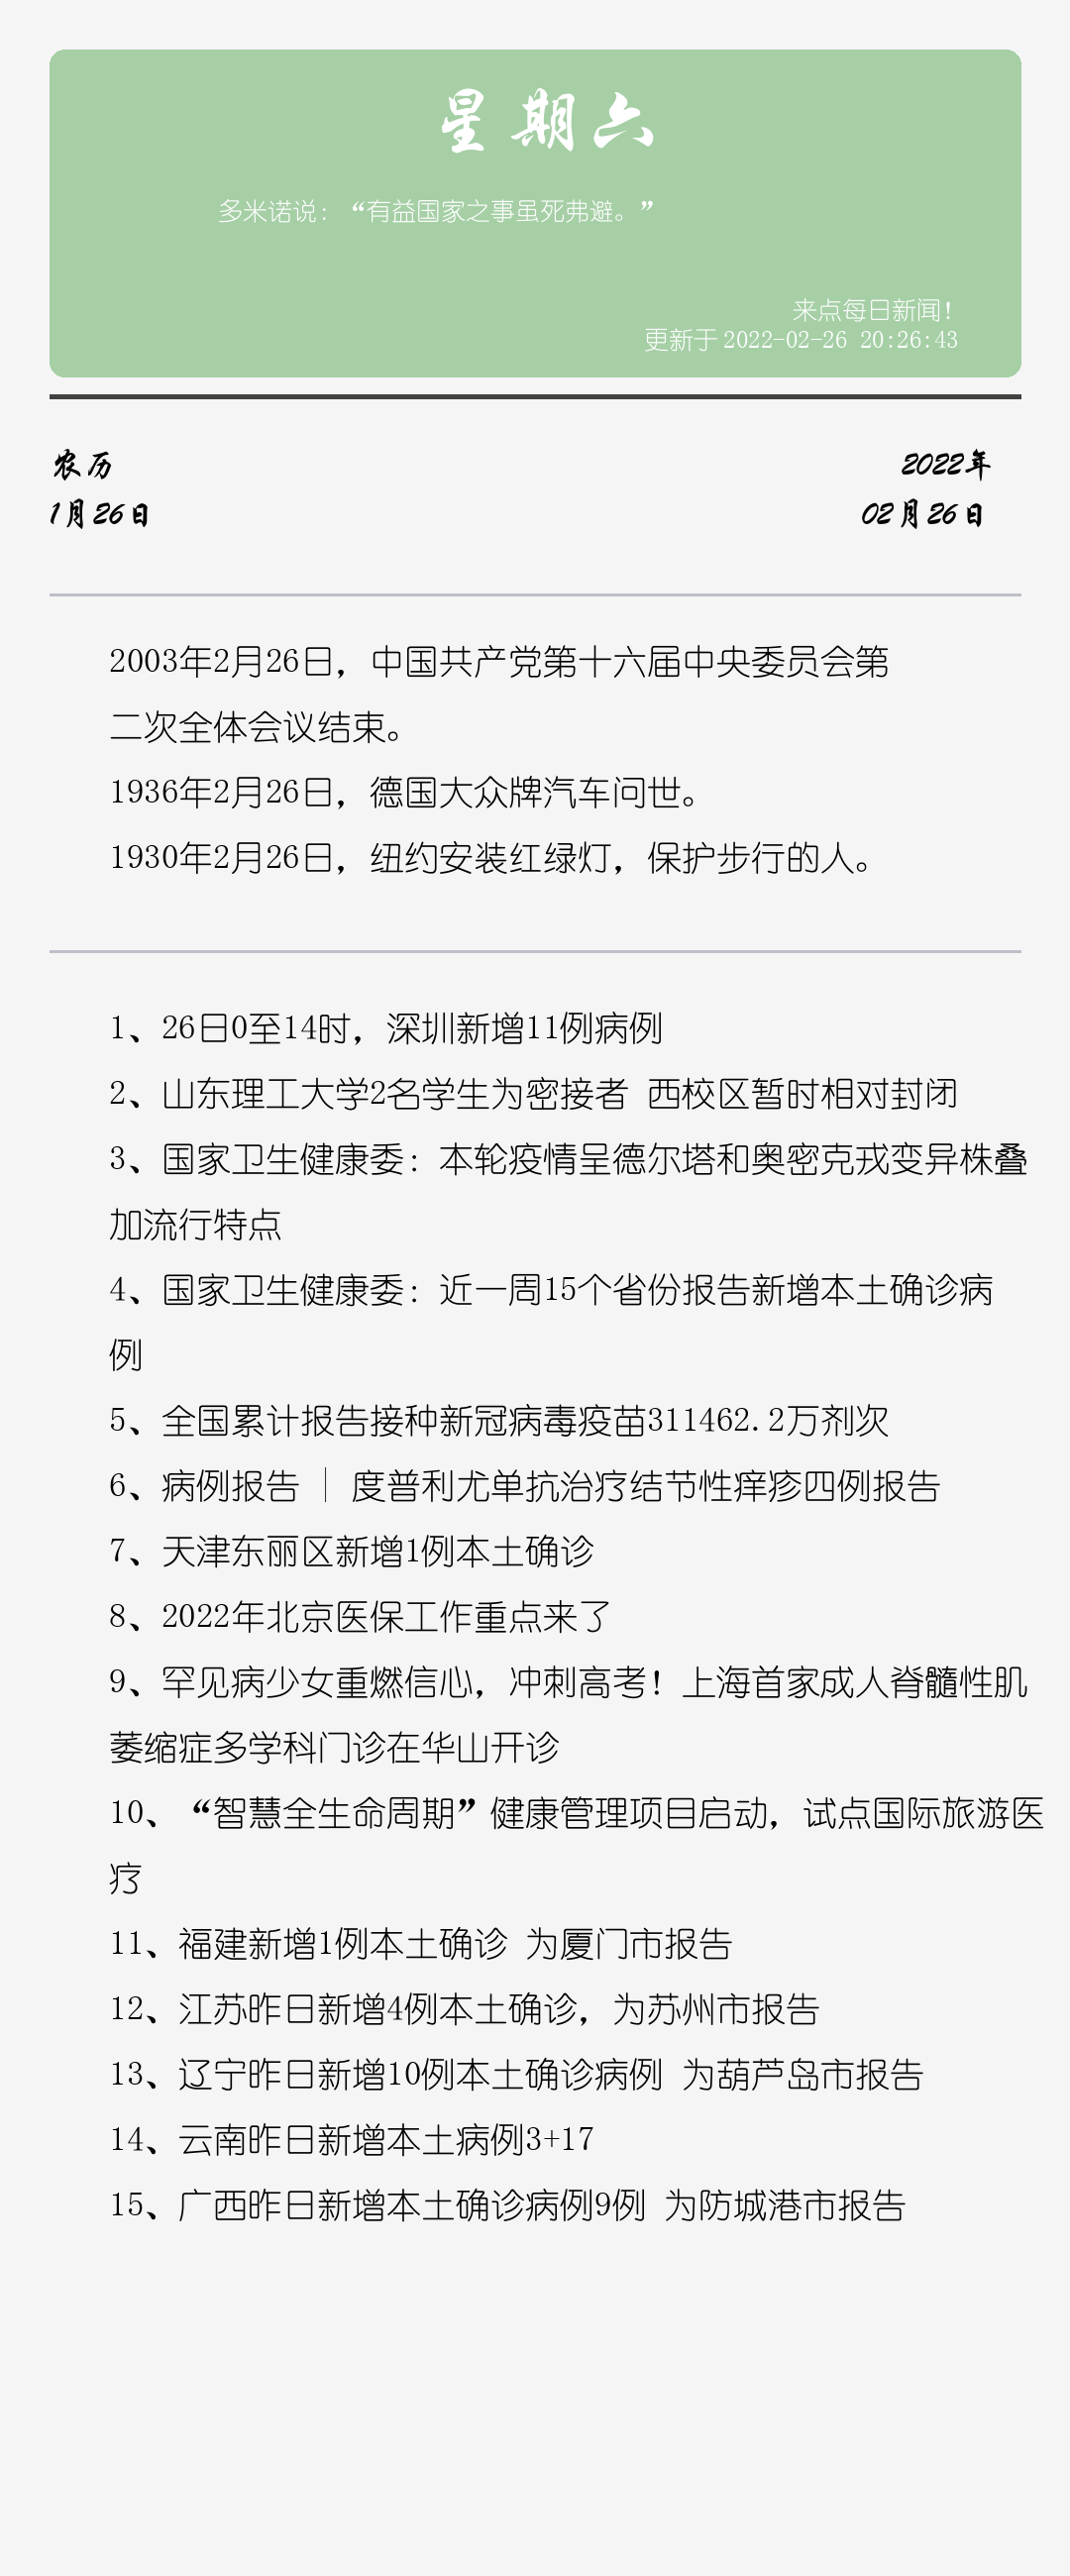 星期六
多米诺说：“有益国家之事虽死弗避。”
来点每日新闻！
更新于 2022-02-26 20:26:43
农历
2022年
1月26日
02月26日
2003年2月26日，中国共产党第十六届中央委员会第
二次全体会议结束。
1936年2月26日，德国大众牌汽车问世。
1930年2月26日，纽约安装红绿灯，保护步行的人。
1、26日0至14时，深圳新增11例病例
2、山东理工大学2名学生为密接者 西校区暂时相对封闭
3、国家卫生健康委：本轮疫情呈德尔塔和奥密克戎变异株叠
加流行特点
4、国家卫生健康委：近一周15个省份报告新增本土确诊病
例
5、全国累计报告接种新冠病毒疫苗311462.2万剂次
6、病例报告｜度普利尤单抗治疗结节性痒疹四例报告
7、天津东丽区新增1例本土确诊
8、2022年北京医保工作重点来了
9、罕见病少女重燃信心，冲刺高考！上海首家成人脊髓性肌
萎缩症多学科门诊在华山开诊
10、“智慧全生命周期”健康管理项目启动，试点国际旅游医
疗
11、福建新增1例本土确诊 为厦门市报告
12、江苏昨日新增4例本土确诊，为苏州市报告
13、辽宁昨日新增10例本土确诊病例 为葫芦岛市报告
14、云南昨日新增本土病例3+17
15、广西昨日新增本土确诊病例9例 为防城港市报告